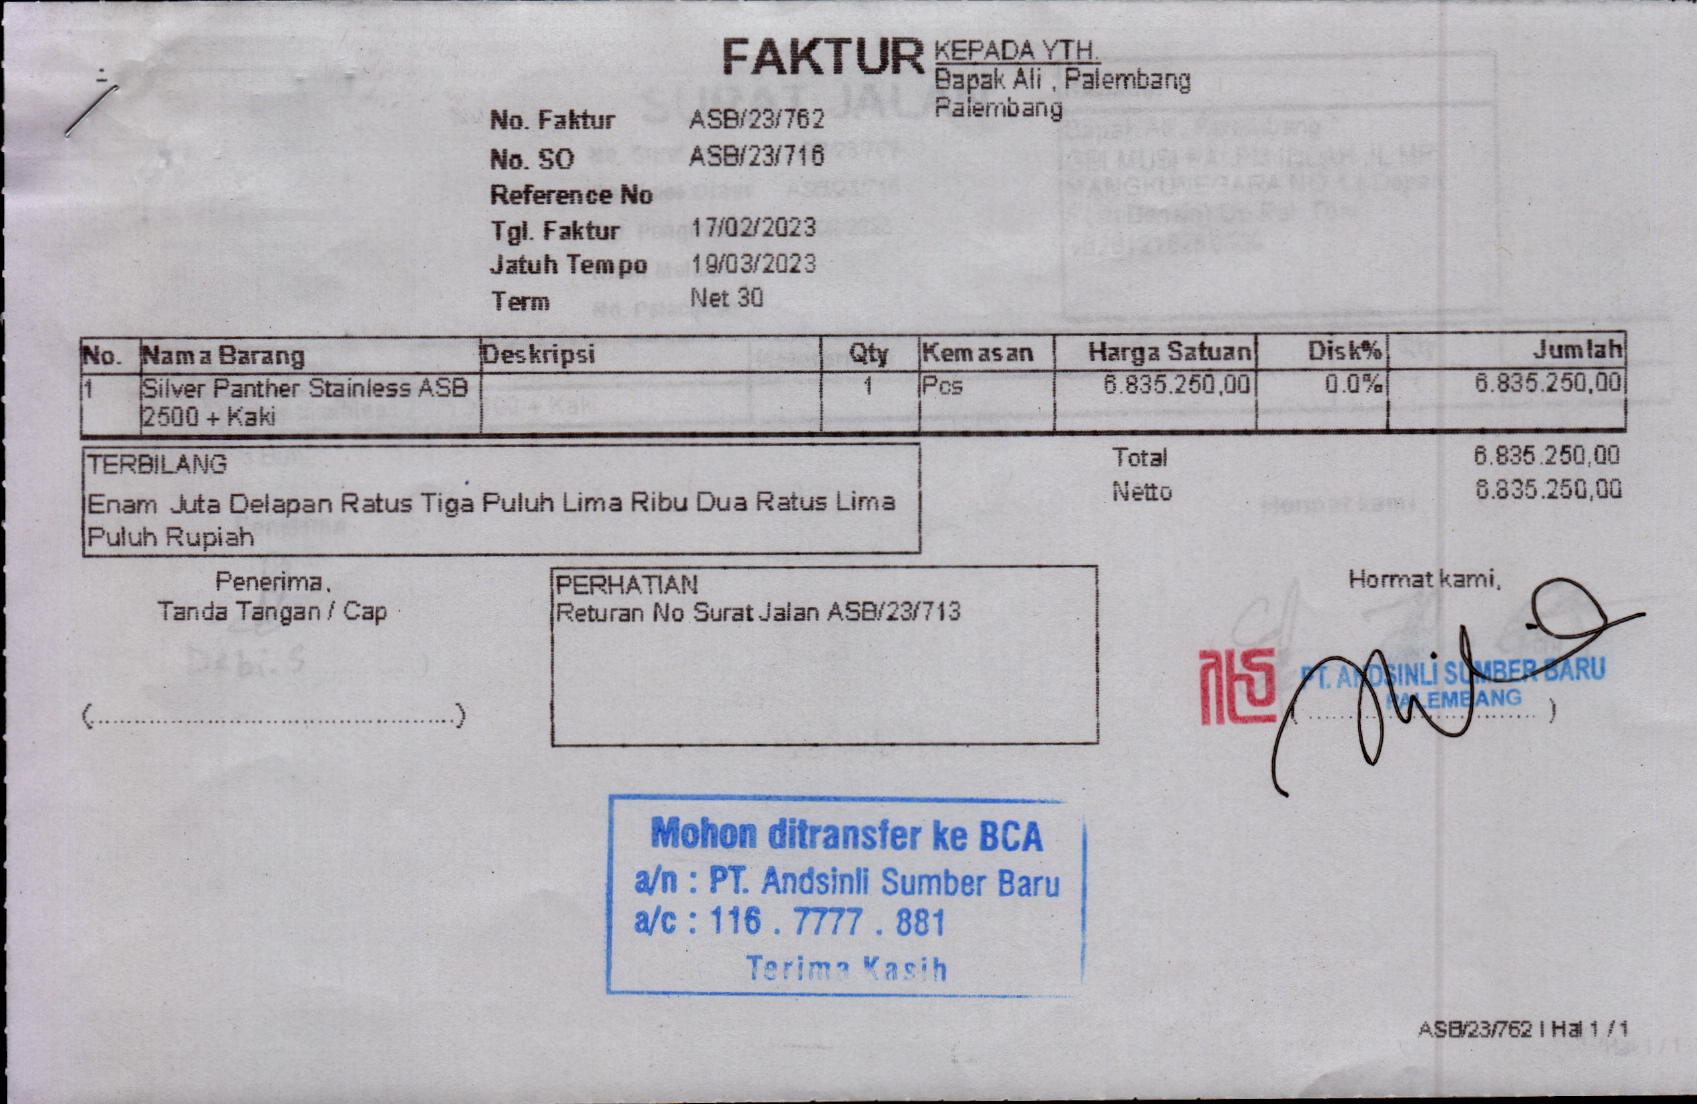 FAKTUR
KEPADA YTH.
Bapak Ali , Palembang
Palembang
No. Faktur ASB/23/762
No. SO ASB/23/716
Reference No
Tgl. Faktur 17/02/2023
Jatuh Tempo 19/03/2023
Term Net 30
No. Nama Barang Deskripsi Qty Kemasan Harga Satuan Disk% Jumlah
1 Silver Panther Stainless ASB 1 Pcs 6.835.250,00 0.0% 6.835.250,00
2500 + Kaki
TERBILANG
Enam Juta Delapan Ratus Tiga Puluh Lima Ribu Dua Ratus Lima
Puluh Rupiah
Total 6.835.250,00
Netto 6.835.250,00
Penerima,
Tanda Tangan / Cap
(..............................................)
PERHATIAN
Returan No Surat Jalan ASB/23/713
Hormat kami,
PT. ANDSINLI SUMBER BARU
PALEMBANG
( .............................. )
Mohon ditransfer ke BCA
a/n : PT. Andsinli Sumber Baru
a/c : 116 . 7777 . 881
Terima Kasih
ASB/23/762 | Hal 1 / 1